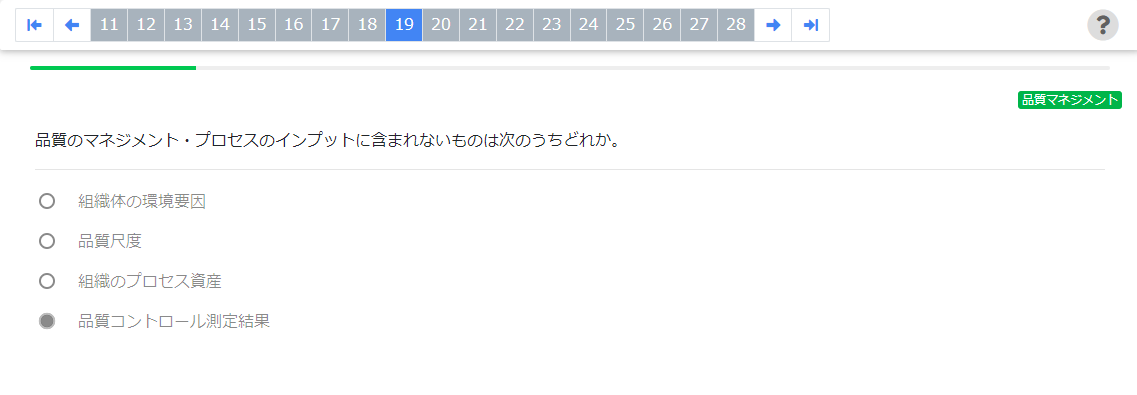 11 12 13 14 15 16 17 18 19 20 21 22 23 24 25 26 27 28 ?
品質マネジメント
品質のマネジメント・プロセスのインプットに含まれないものは次のうちどれか。
組織体の環境要因
品質尺度
組織のプロセス資産
品質コントロール測定結果